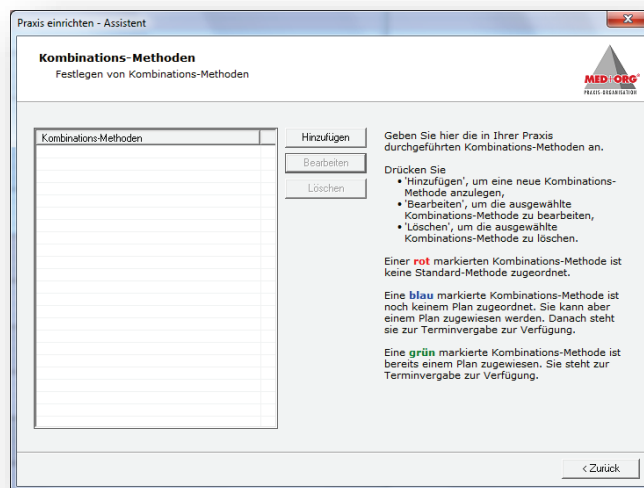 Praxis einrichten - Assistent
Kombinations-Methoden
Festlegen von Kombinations-Methoden
MED+ORG®
PRAXIS-ORGANISATION
Kombinations-Methoden
Hinzufügen
Bearbeiten
Löschen
Geben Sie hier die in Ihrer Praxis
durchgeführten Kombinations-Methoden an.
Drücken Sie
• 'Hinzufügen', um eine neue Kombinations-
Methode anzulegen,
• 'Bearbeiten', um die ausgewählte
Kombinations-Methode zu bearbeiten,
• 'Löschen', um die ausgewählte
Kombinations-Methode zu löschen.
Einer rot markierten Kombinations-Methode ist
keine Standard-Methode zugeordnet.
Eine blau markierte Kombinations-Methode ist
noch keinem Plan zugeordnet. Sie kann aber
einem Plan zugewiesen werden. Danach steht
sie zur Terminvergabe zur Verfügung.
Eine grün markierte Kombinations-Methode ist
bereits einem Plan zugewiesen. Sie steht zur
Terminvergabe zur Verfügung.
< Zurück